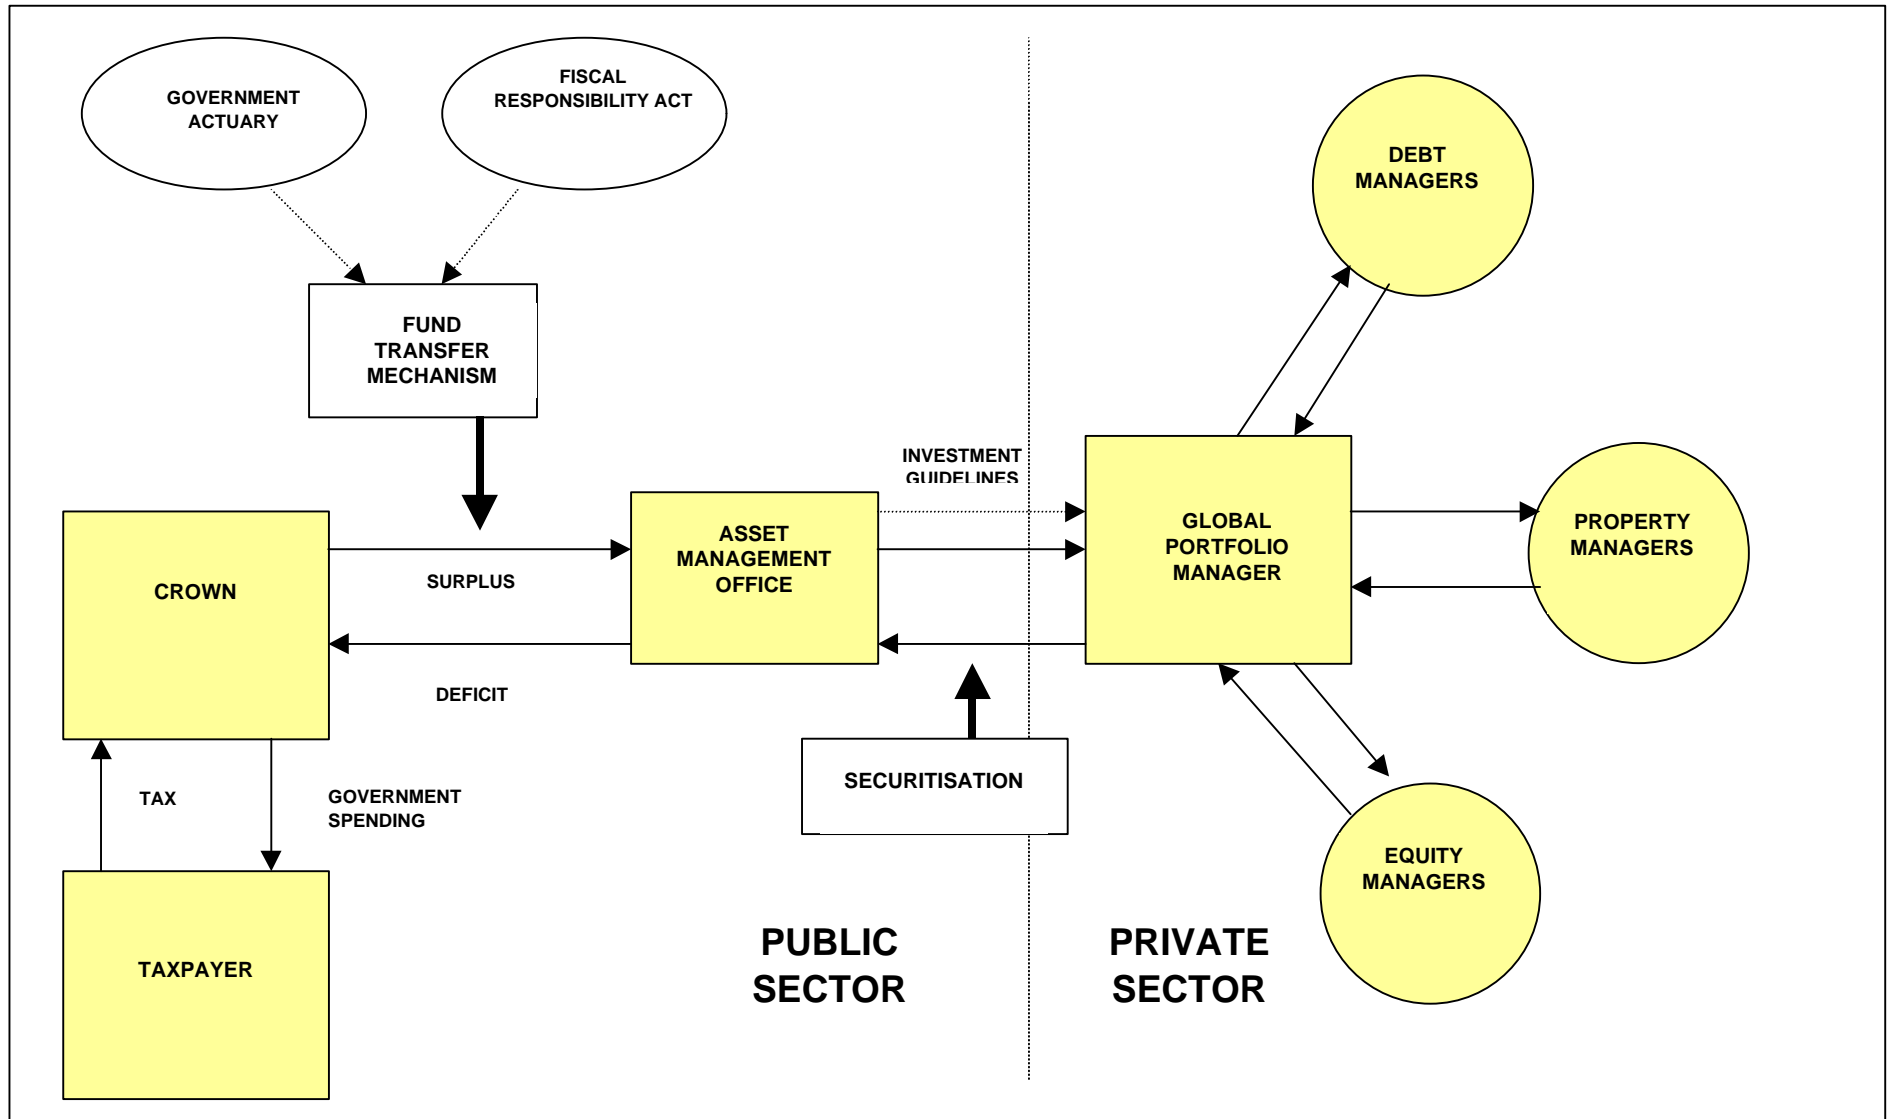 GOVERNMENT
ACTUARY
FISCAL
RESPONSIBILITY ACT
DEBT
MANAGERS
FUND
TRANSFER
MECHANISM
INVESTMENT
GUIDELINES
CROWN
SURPLUS
DEFICIT
ASSET
MANAGEMENT
OFFICE
GLOBAL
PORTFOLIO
MANAGER
PROPERTY
MANAGERS
TAX
GOVERNMENT
SPENDING
SECURITISATION
EQUITY
MANAGERS
TAXPAYER
PUBLIC
SECTOR
PRIVATE
SECTOR